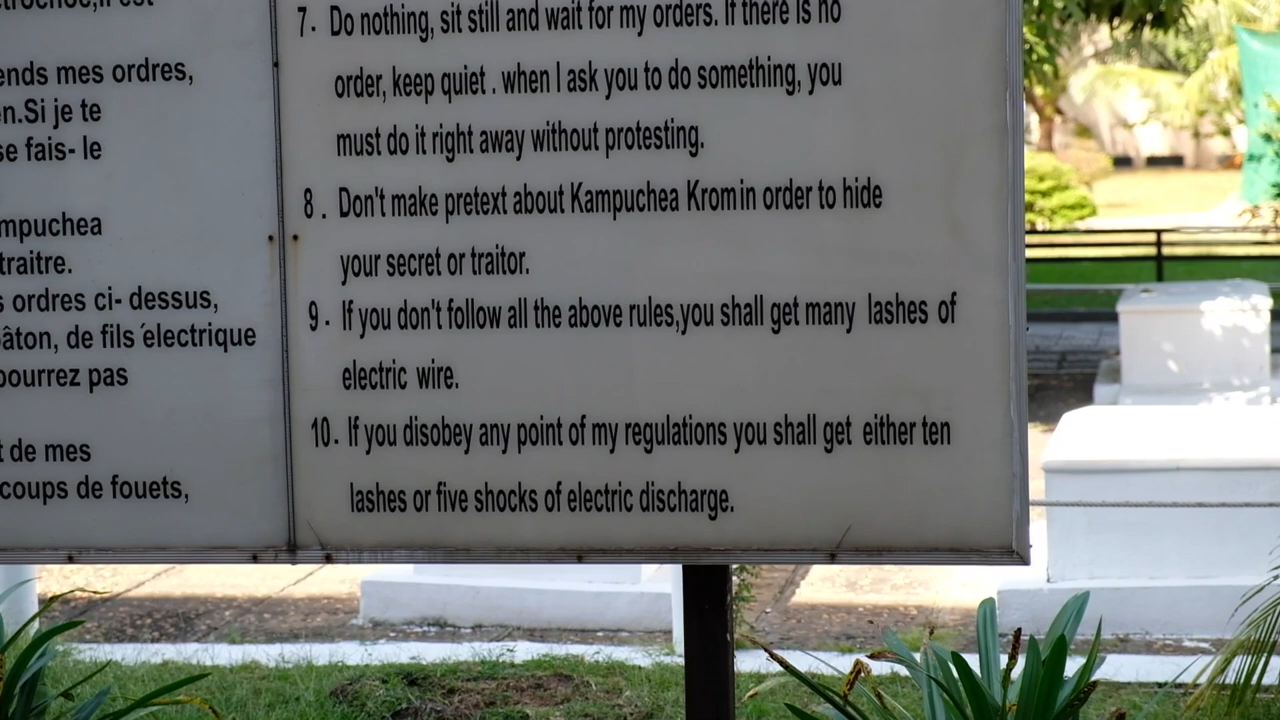 ends mes ordres,
en.Si je te
se fais- le
mpuchea
traitre.
s ordres ci- dessus,
âton, de fils électrique
pourrez pas
t de mes
coups de fouets,
7. Do nothing, sit still and wait for my orders. If there is no
order, keep quiet . when I ask you to do something, you
must do it right away without protesting.
8 . Don't make pretext about Kampuchea Krom in order to hide
your secret or traitor.
9. If you don't follow all the above rules,you shall get many lashes of
electric wire.
10. If you disobey any point of my regulations you shall get either ten
lashes or five shocks of electric discharge.